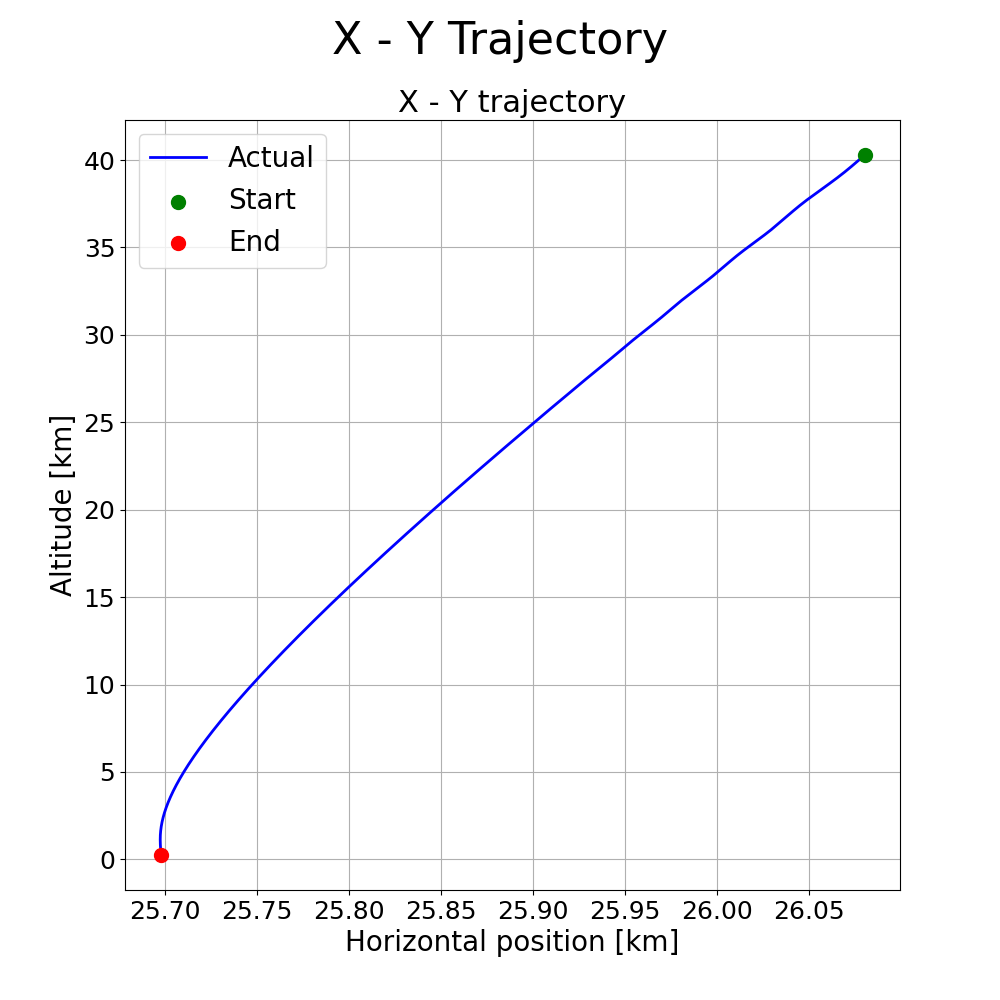 X - Y Trajectory
X - Y trajectory
Actual
Start
End
40
35
30
25
20
15
10
5
0
Altitude [km]
25.70 25.75 25.80 25.85 25.90 25.95 26.00 26.05
Horizontal position [km]